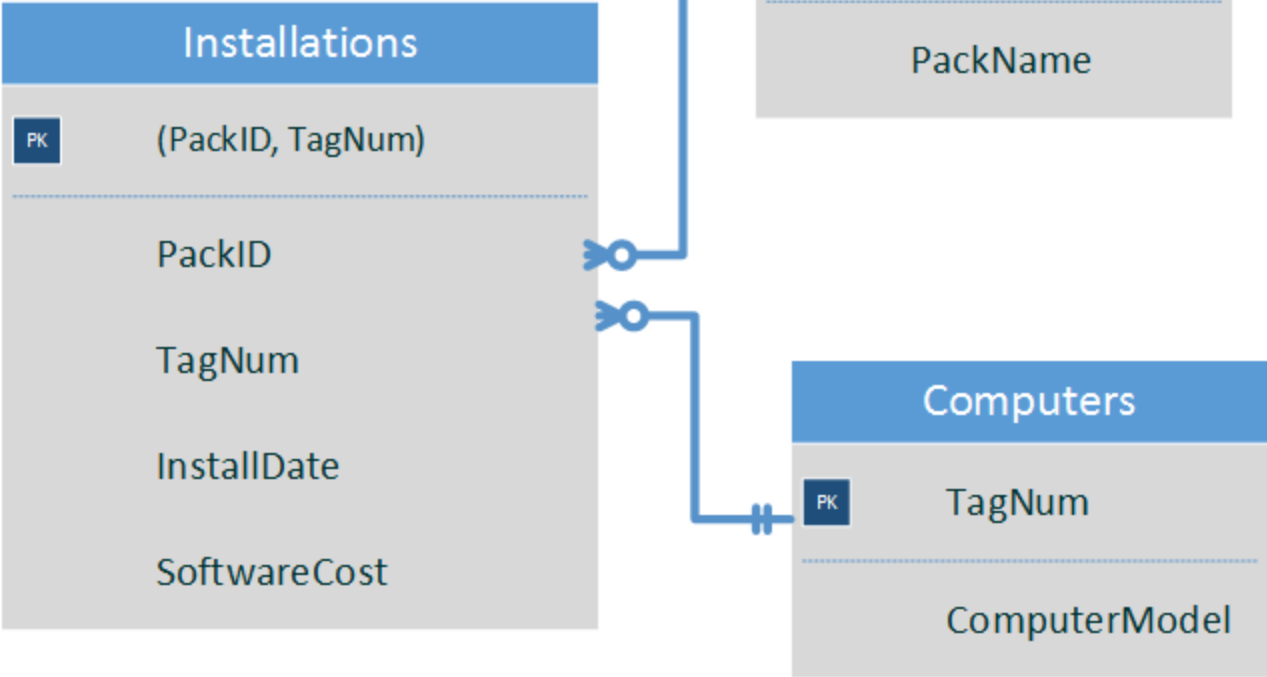 Installations
PK (PackID, TagNum)
PackID
TagNum
InstallDate
SoftwareCost
PackName
Computers
PK TagNum
ComputerModel